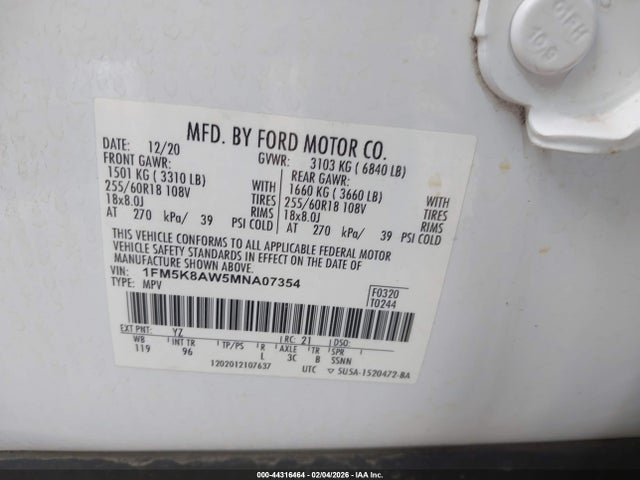 MFD. BY FORD MOTOR CO.
DATE: 12/20 GVWR: 3103 KG ( 6840 LB)
FRONT GAWR: REAR GAWR:
1501 KG ( 3310 LB) WITH 1660 KG ( 3660 LB) WITH
255/60R18 108V TIRES 255/60R18 108V TIRES
18x8.0J RIMS 18x8.0J RIMS
AT 270 kPa/ 39 PSI COLD AT 270 kPa/ 39 PSI COLD
THIS VEHICLE CONFORMS TO ALL APPLICABLE FEDERAL MOTOR
VEHICLE SAFETY STANDARDS IN EFFECT ON THE DATE OF
MANUFACTURE SHOWN ABOVE.
VIN: 1FM5K8AW5MNA07354
TYPE: MPV
F0320
T0244
EXT PNT: YZ RC: 21 DSO:
WB INT TR TP/PS R AXLE TR SPR
119 96 L 3C B SSNN
1202012107637 UTC ▽ 5USA-1520472-BA
000-44316464 - 02/04/2026 - IAA Inc.